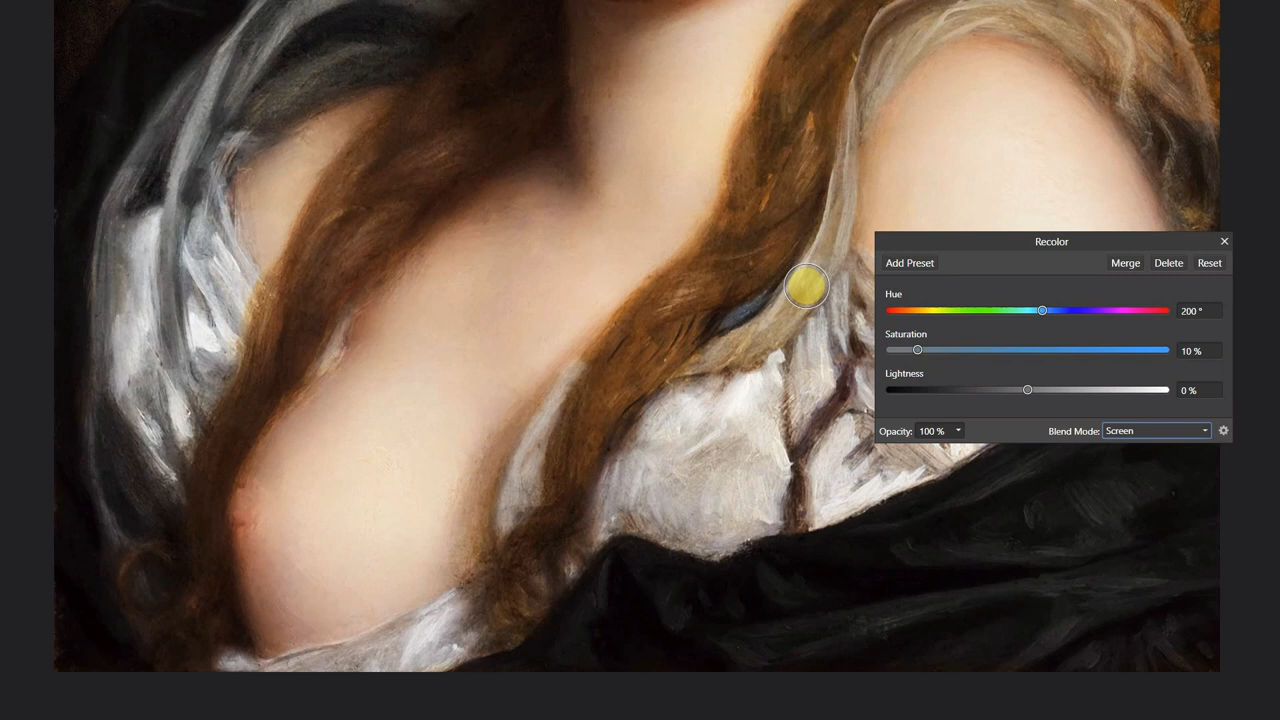 Recolor
Add Preset Merge Delete Reset
Hue
200 °
Saturation
10 %
Lightness
0 %
Opacity: 100 % Blend Mode: Screen